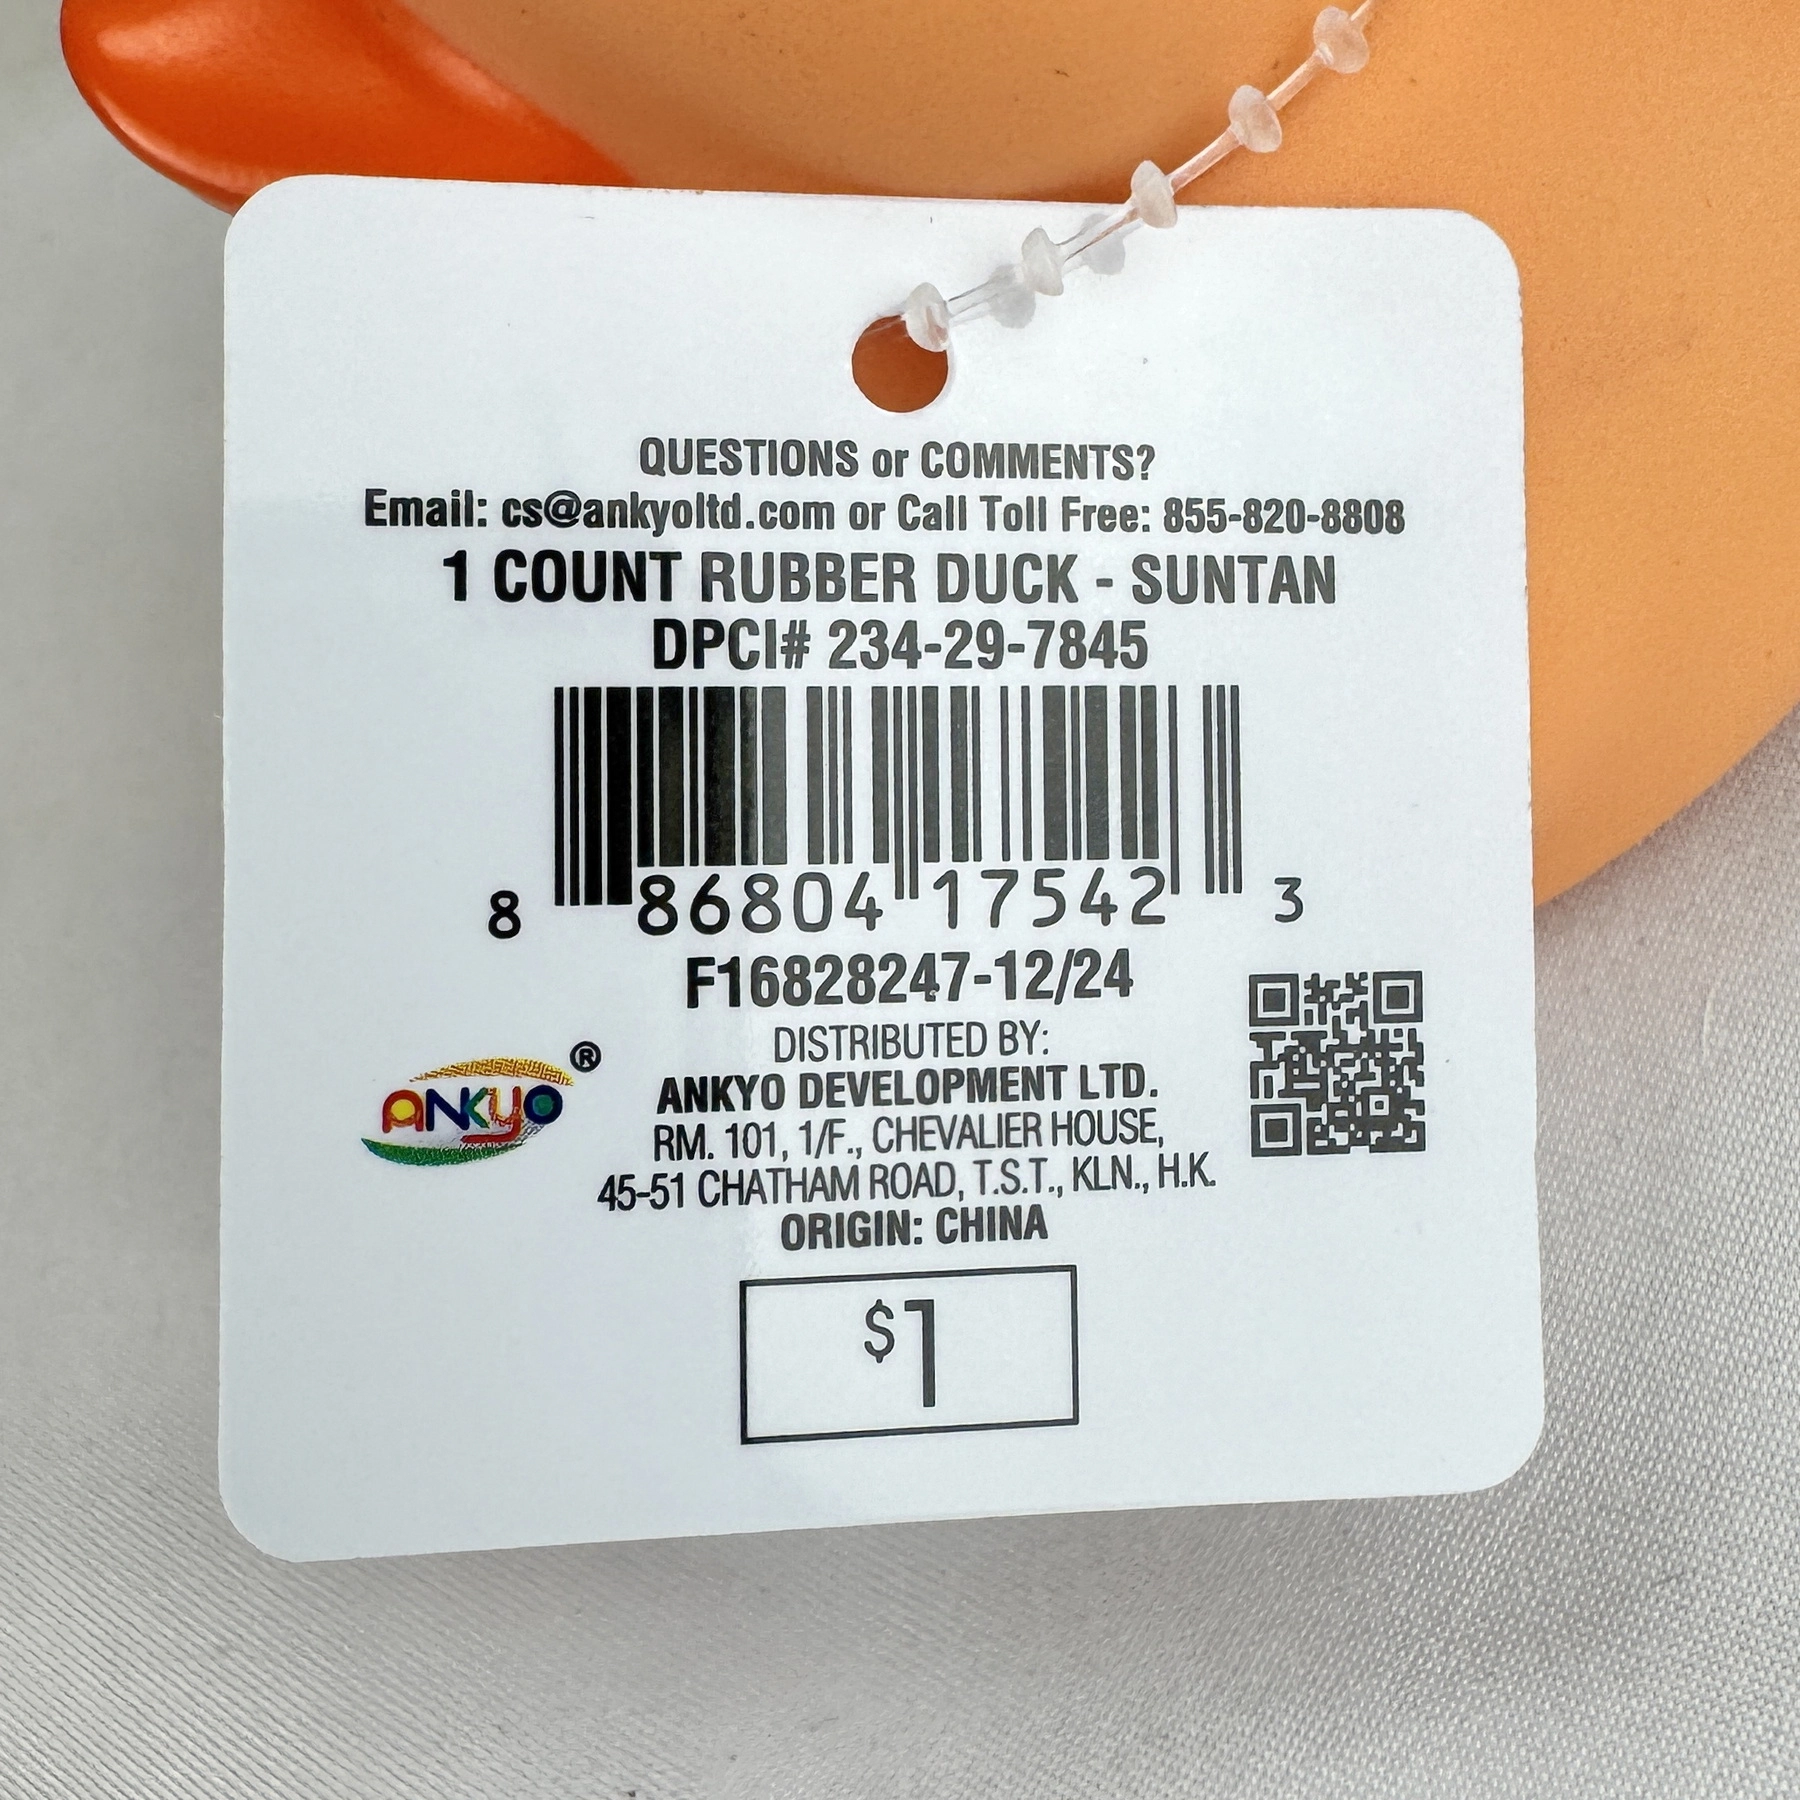 QUESTIONS or COMMENTS?
Email: cs@ankyoltd.com or Call Toll Free: 855-820-8808
1 COUNT RUBBER DUCK - SUNTAN
DPCI# 234-29-7845
8 86804 17542 3
F16828247-12/24
DISTRIBUTED BY:
ANKYO ®
ANKYO DEVELOPMENT LTD.
RM. 101, 1/F., CHEVALIER HOUSE,
45-51 CHATHAM ROAD, T.S.T., KLN., H.K.
ORIGIN: CHINA
$1